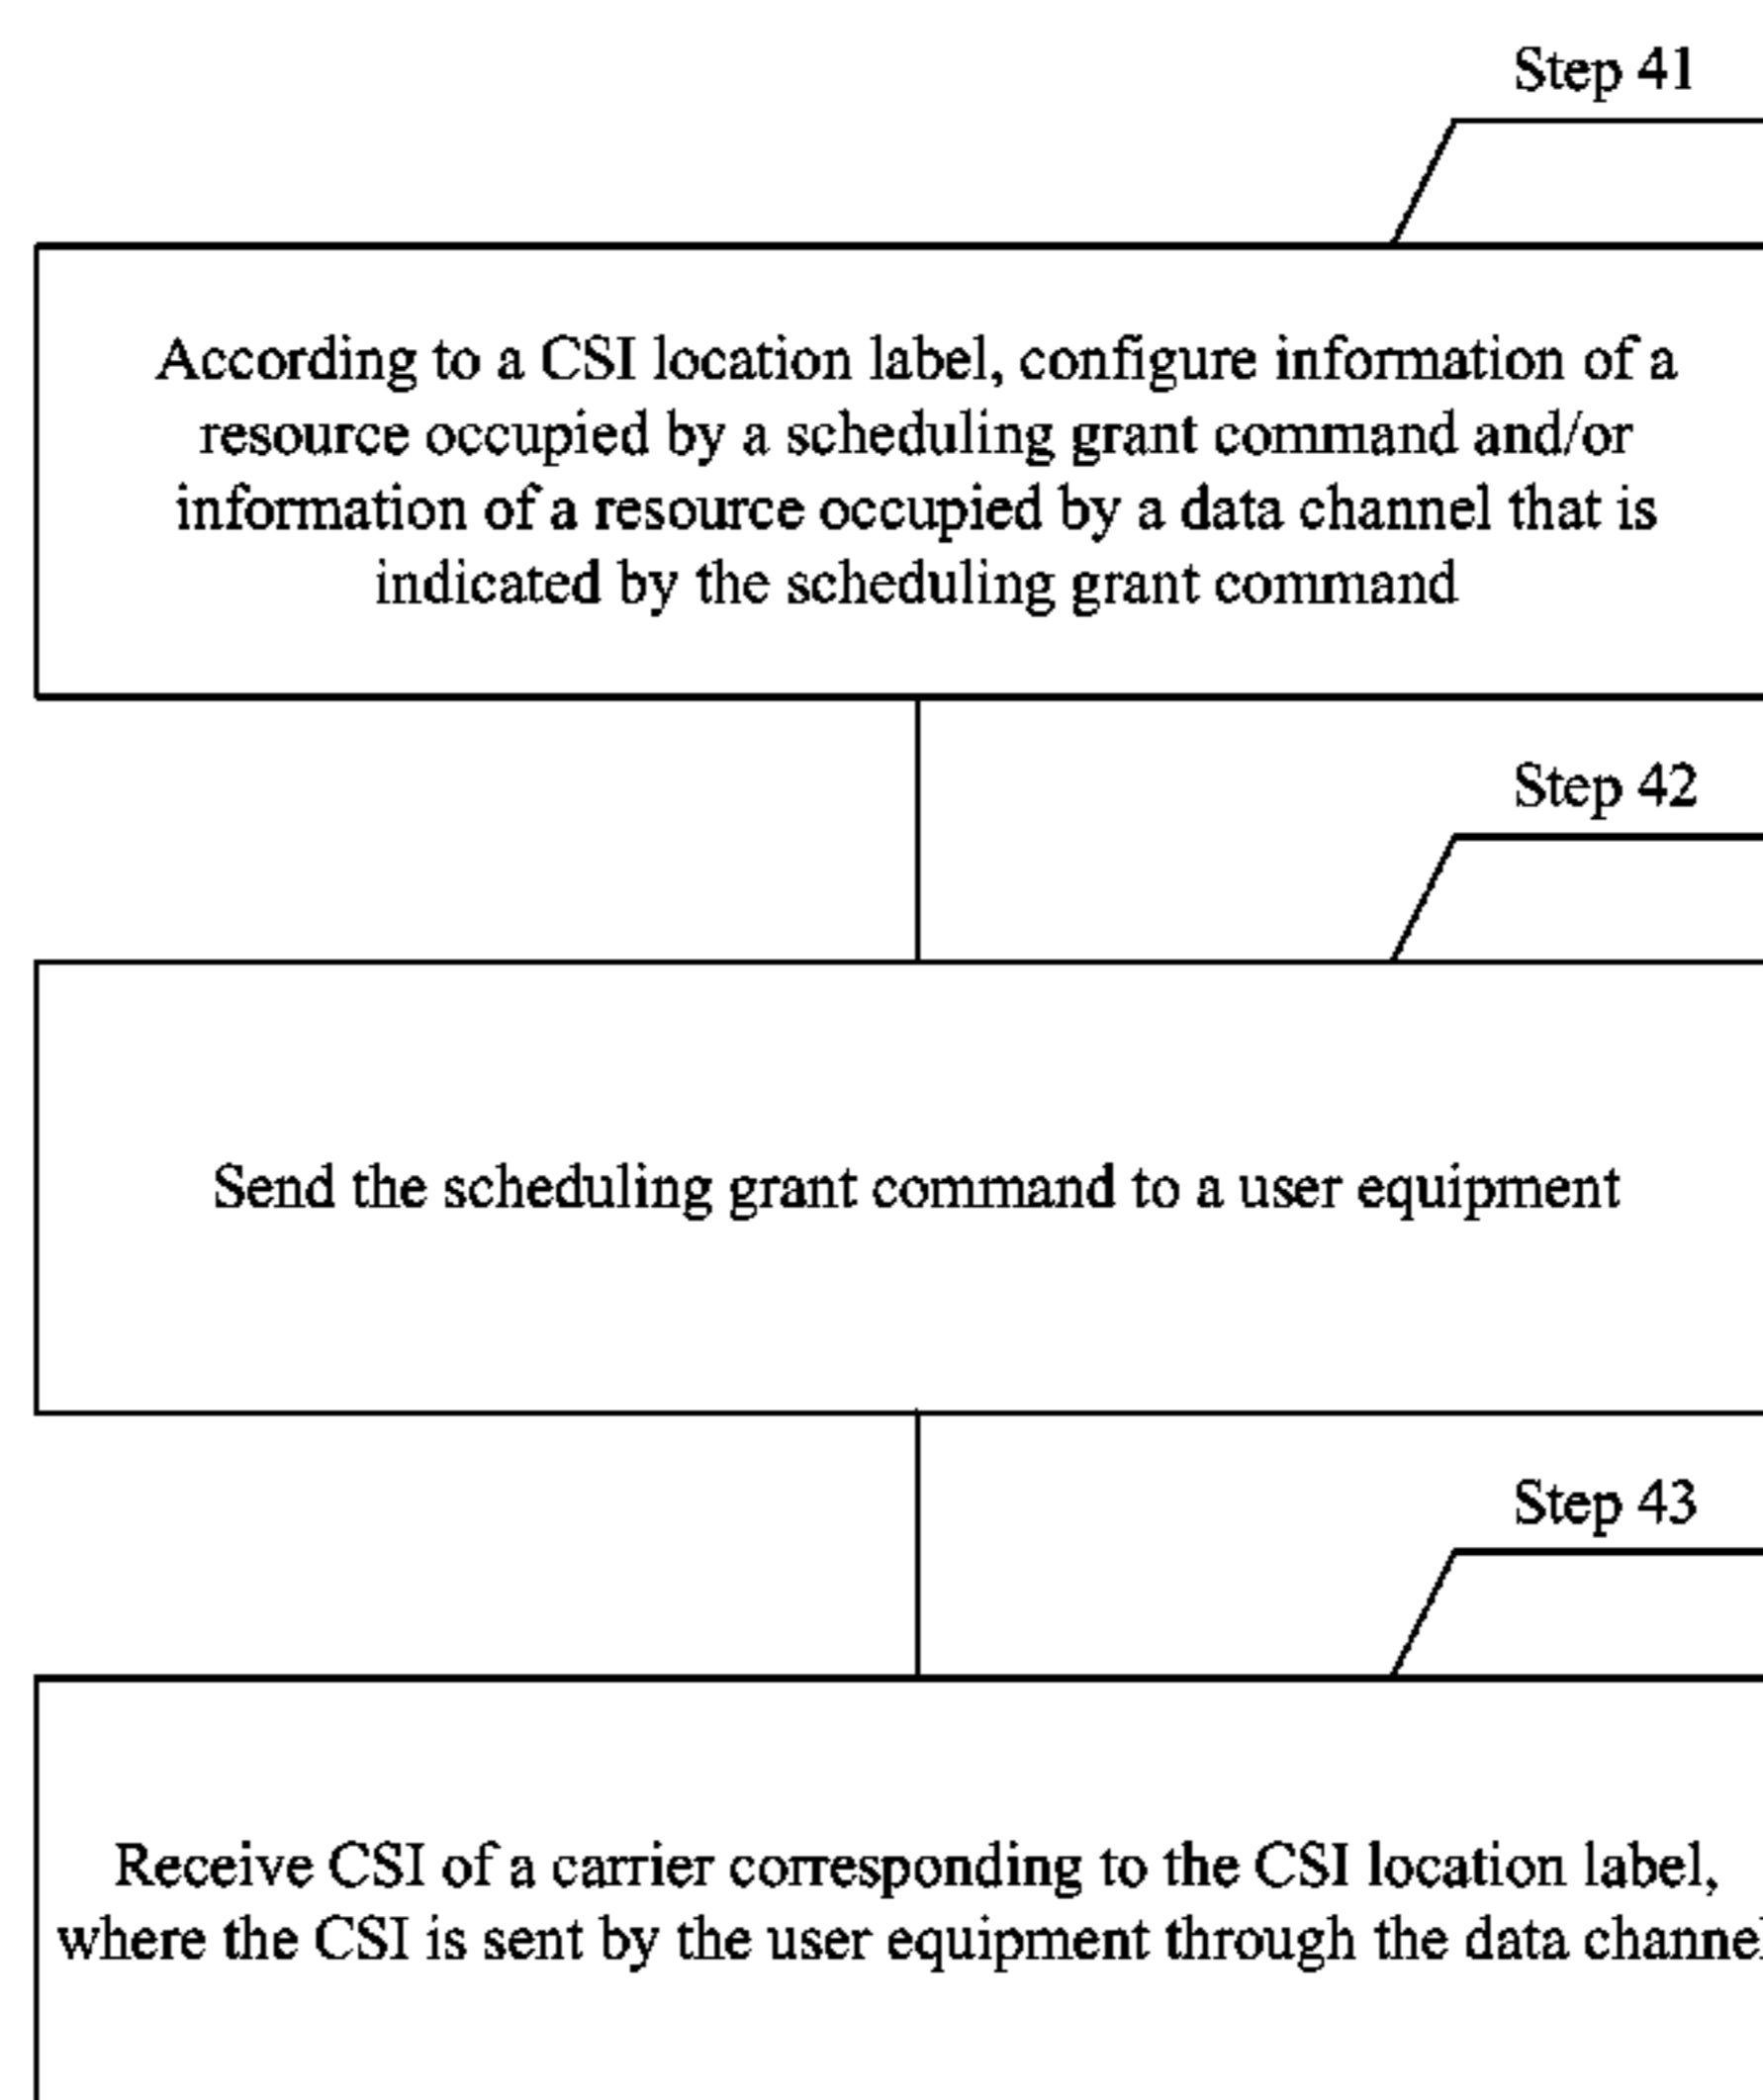 Step 41
According to a CSI location label, configure information of a
resource occupied by a scheduling grant command and/or
information of a resource occupied by a data channel that is
indicated by the scheduling grant command
Step 42
Send the scheduling grant command to a user equipment
Step 43
Receive CSI of a carrier corresponding to the CSI location label,
where the CSI is sent by the user equipment through the data channel